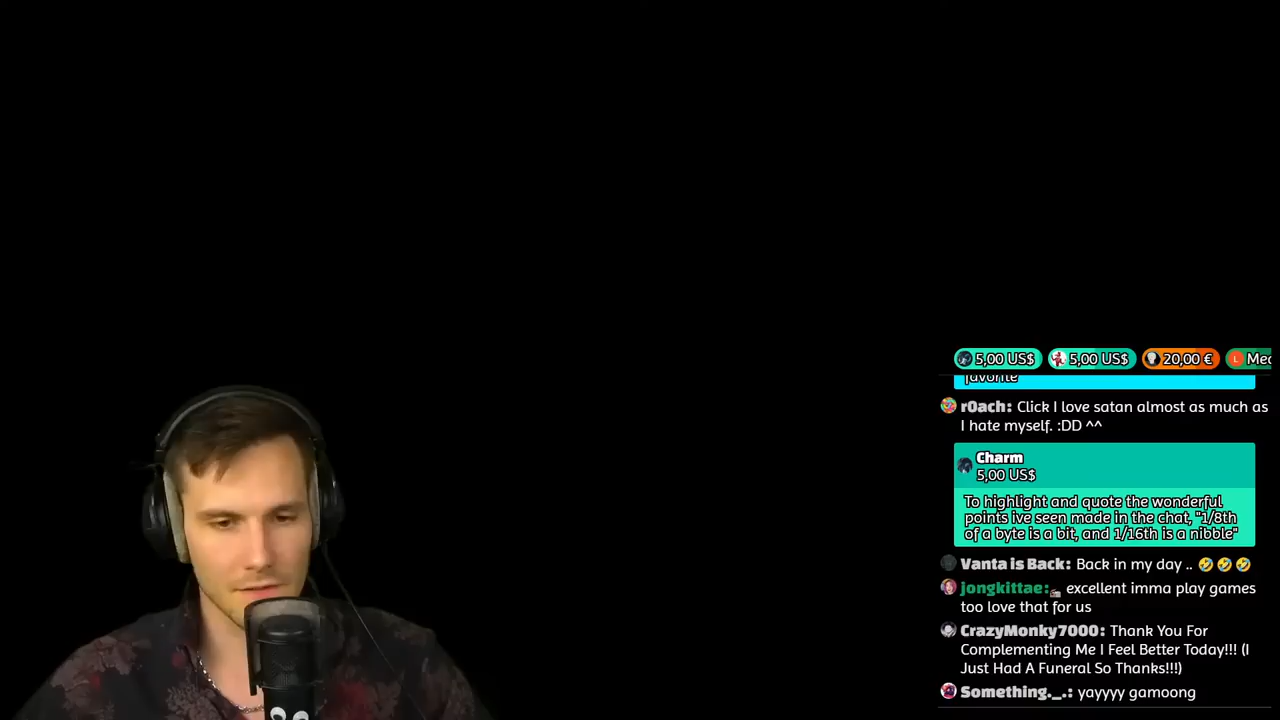 5,00 US$ 5,00 US$ 20,00 € L Mec
favorite
r0ach: Click I love satan almost as much as
I hate myself. :DD ^^
Charm
5,00 US$
To highlight and quote the wonderful
points ive seen made in the chat, "1/8th
of a byte is a bit, and 1/16th is a nibble"
Vanta is Back: Back in my day .. 🤣🤣🤣
jongkittae: excellent imma play games
too love that for us
CrazyMonky7000: Thank You For
Complementing Me I Feel Better Today!!! (I
Just Had A Funeral So Thanks!!!)
Something._.: yayyyy gamoong